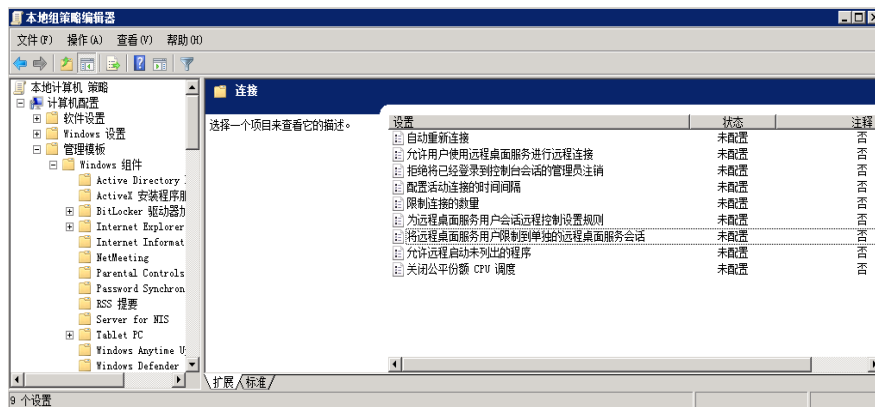 本地组策略编辑器
文件(F) 操作(A) 查看(V) 帮助(H)
本地计算机 策略
计算机配置
软件设置
Windows 设置
管理模板
Windows 组件
Active Directory
ActiveX 安装程序服
BitLocker 驱动器加
Internet Explorer
Internet Informat
NetMeeting
Parental Controls
Password Synchron
RSS 提要
Server for NIS
Tablet PC
Windows Anytime U
Windows Defender
连接
选择一个项目来查看它的描述。
设置 状态 注释
自动重新连接 未配置 否
允许用户使用远程桌面服务进行远程连接 未配置 否
拒绝将已经登录到控制台会话的管理员注销 未配置 否
配置活动连接的时间间隔 未配置 否
限制连接的数量 未配置 否
为远程桌面服务用户会话远程控制设置规则 未配置 否
将远程桌面服务用户限制到单独的远程桌面服务会话 未配置 否
允许远程启动未列出的程序 未配置 否
关闭公平份额 CPU 调度 未配置 否
扩展 标准
9 个设置